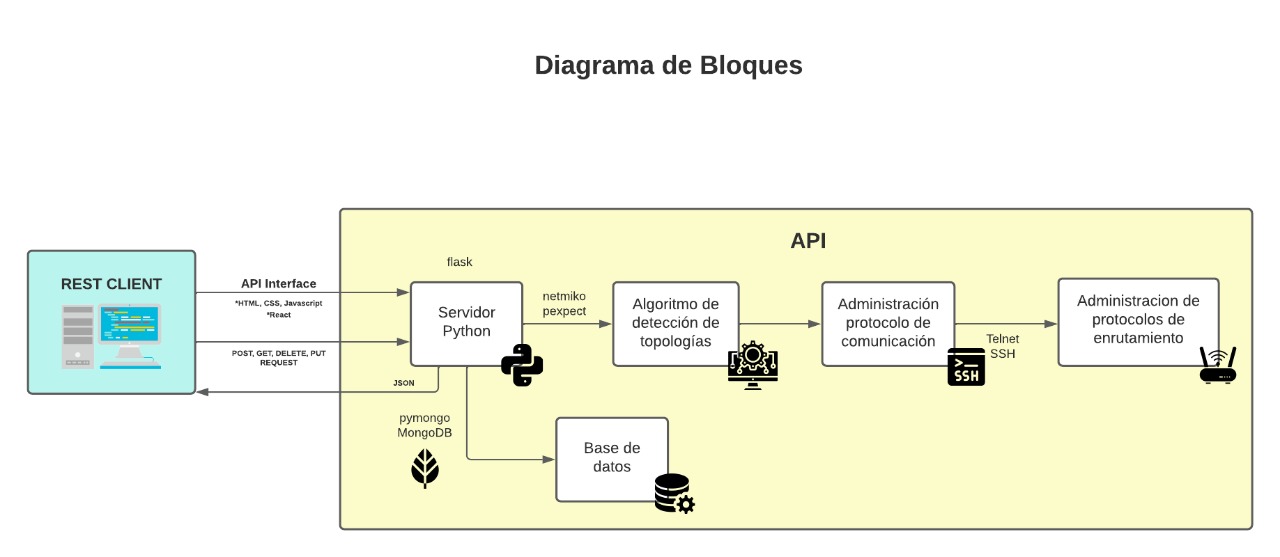 Diagrama de Bloques
API
REST CLIENT
API Interface
*HTML, CSS, Javascript
*React
POST, GET, DELETE, PUT
REQUEST
JSON
flask
Servidor
Python
netmiko
pexpect
Algoritmo de
detección de
topologías
Administración
protocolo de
comunicación
>_
SSH
Telnet
SSH
Administracion de
protocolos de
enrutamiento
pymongo
MongoDB
Base de
datos